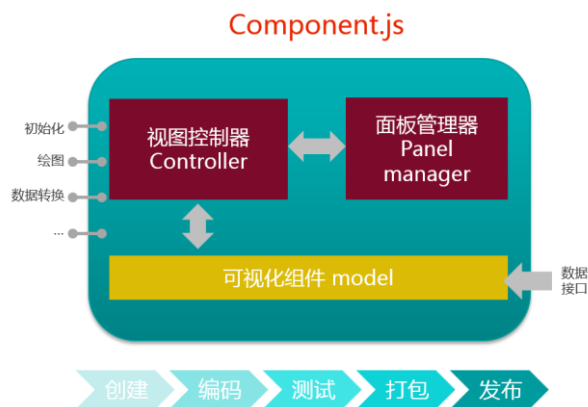 Component.js
初始化
绘图
数据转换
...
视图控制器
Controller
面板管理器
Panel
manager
可视化组件 model
数据
接口
创建
编码
测试
打包
发布